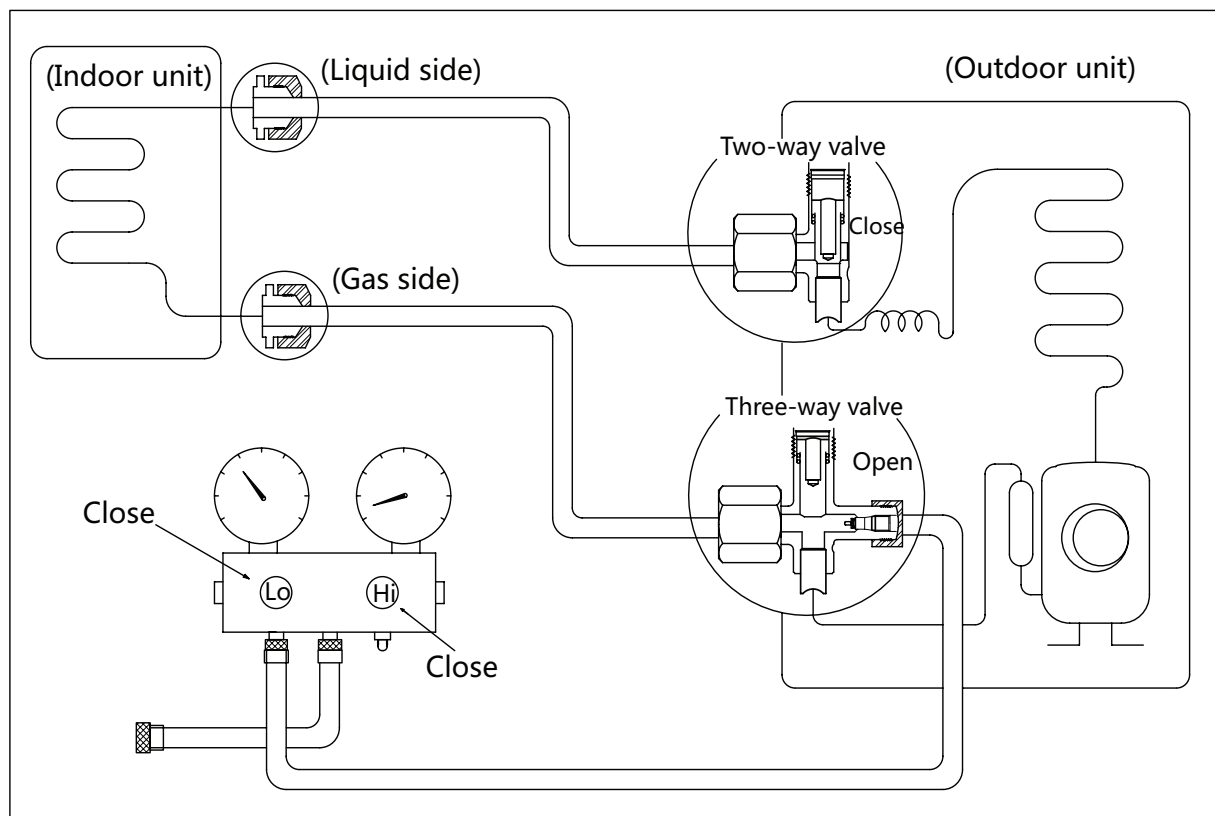 (Indoor unit)
(Liquid side)
(Outdoor unit)
Two-way valve
Close
(Gas side)
Three-way valve
Open
Close
Lo
Hi
Close